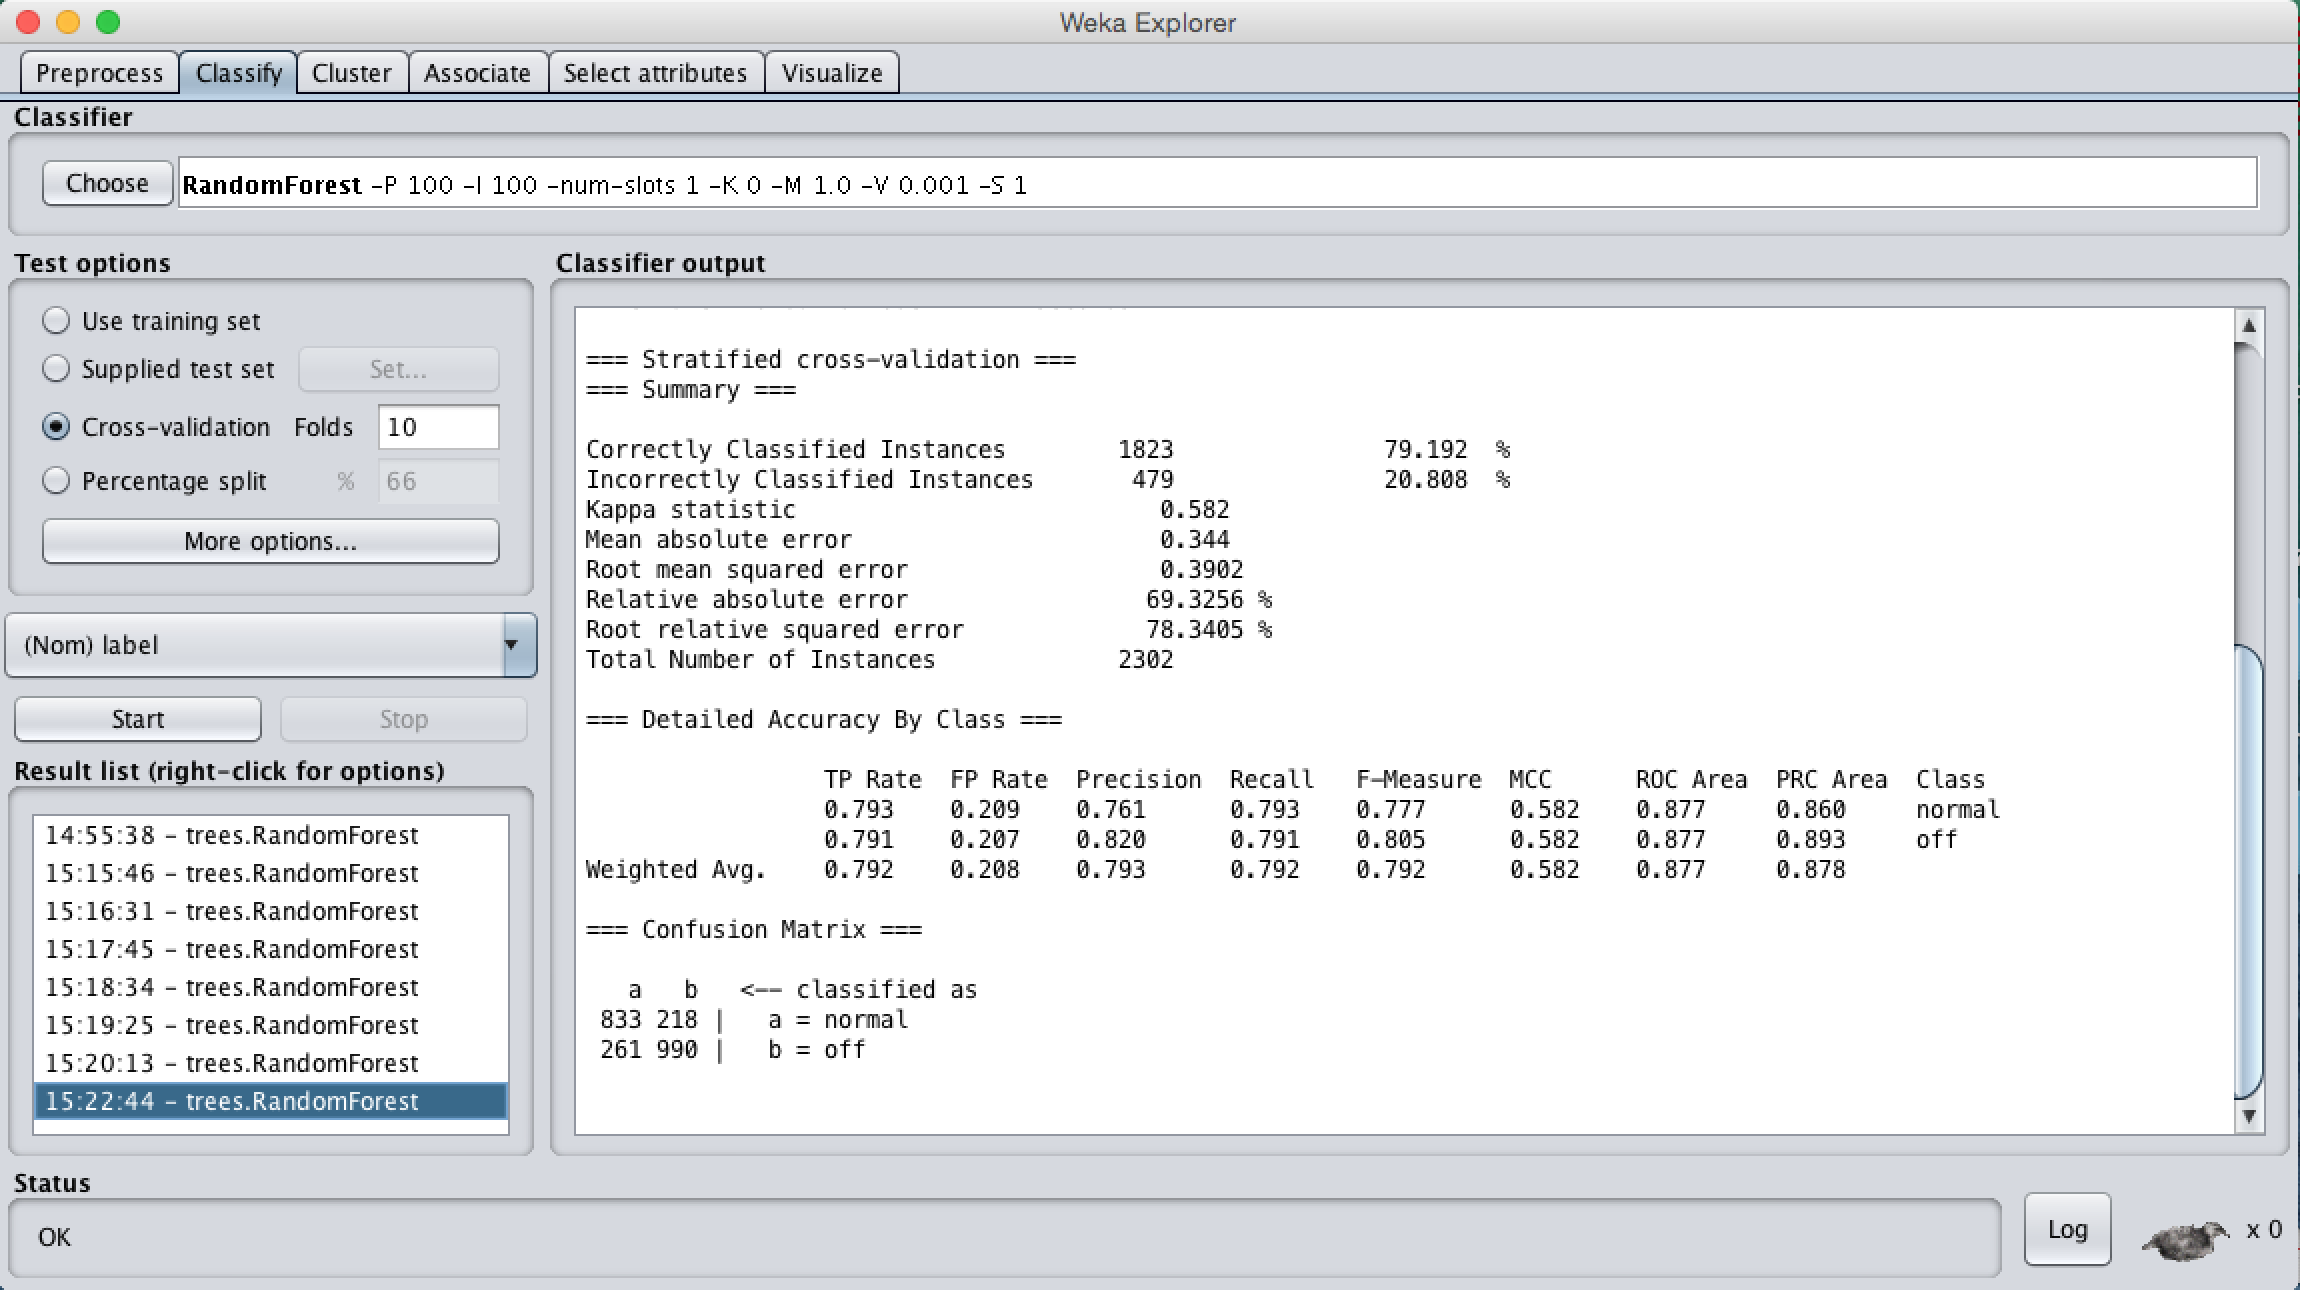 Weka Explorer
Preprocess Classify Cluster Associate Select attributes Visualize
Classifier
Choose RandomForest -P 100 -I 100 -num-slots 1 -K 0 -M 1.0 -V 0.001 -S 1
Test options
Use training set
Supplied test set Set...
Cross-validation Folds 10
Percentage split % 66
More options...
(Nom) label
Start Stop
Result list (right-click for options)
14:55:38 - trees.RandomForest
15:15:46 - trees.RandomForest
15:16:31 - trees.RandomForest
15:17:45 - trees.RandomForest
15:18:34 - trees.RandomForest
15:19:25 - trees.RandomForest
15:20:13 - trees.RandomForest
15:22:44 - trees.RandomForest
Classifier output
=== Stratified cross-validation ===
=== Summary ===
Correctly Classified Instances 1823 79.192 %
Incorrectly Classified Instances 479 20.808 %
Kappa statistic 0.582
Mean absolute error 0.344
Root mean squared error 0.3902
Relative absolute error 69.3256 %
Root relative squared error 78.3405 %
Total Number of Instances 2302
=== Detailed Accuracy By Class ===
TP Rate FP Rate Precision Recall F-Measure MCC ROC Area PRC Area Class
0.793 0.209 0.761 0.793 0.777 0.582 0.877 0.860 normal
0.791 0.207 0.820 0.791 0.805 0.582 0.877 0.893 off
Weighted Avg. 0.792 0.208 0.793 0.792 0.792 0.582 0.877 0.878
=== Confusion Matrix ===
a b <-- classified as
833 218 | a = normal
261 990 | b = off
Status
OK
Log x 0